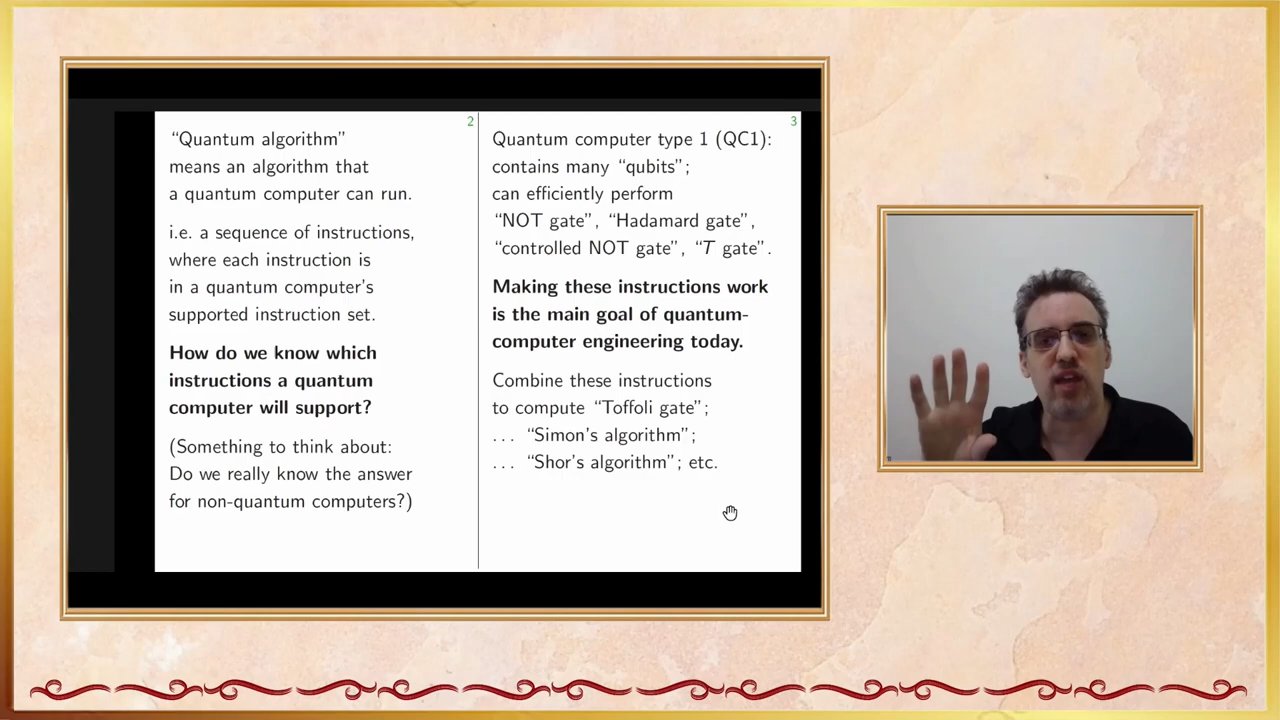 2
“Quantum algorithm”
means an algorithm that
a quantum computer can run.
i.e. a sequence of instructions,
where each instruction is
in a quantum computer’s
supported instruction set.
How do we know which
instructions a quantum
computer will support?
(Something to think about:
Do we really know the answer
for non-quantum computers?)
3
Quantum computer type 1 (QC1):
contains many “qubits”;
can efficiently perform
“NOT gate”, “Hadamard gate”,
“controlled NOT gate”, “T gate”.
Making these instructions work
is the main goal of quantum-
computer engineering today.
Combine these instructions
to compute “Toffoli gate”;
... “Simon’s algorithm”;
... “Shor’s algorithm”; etc.